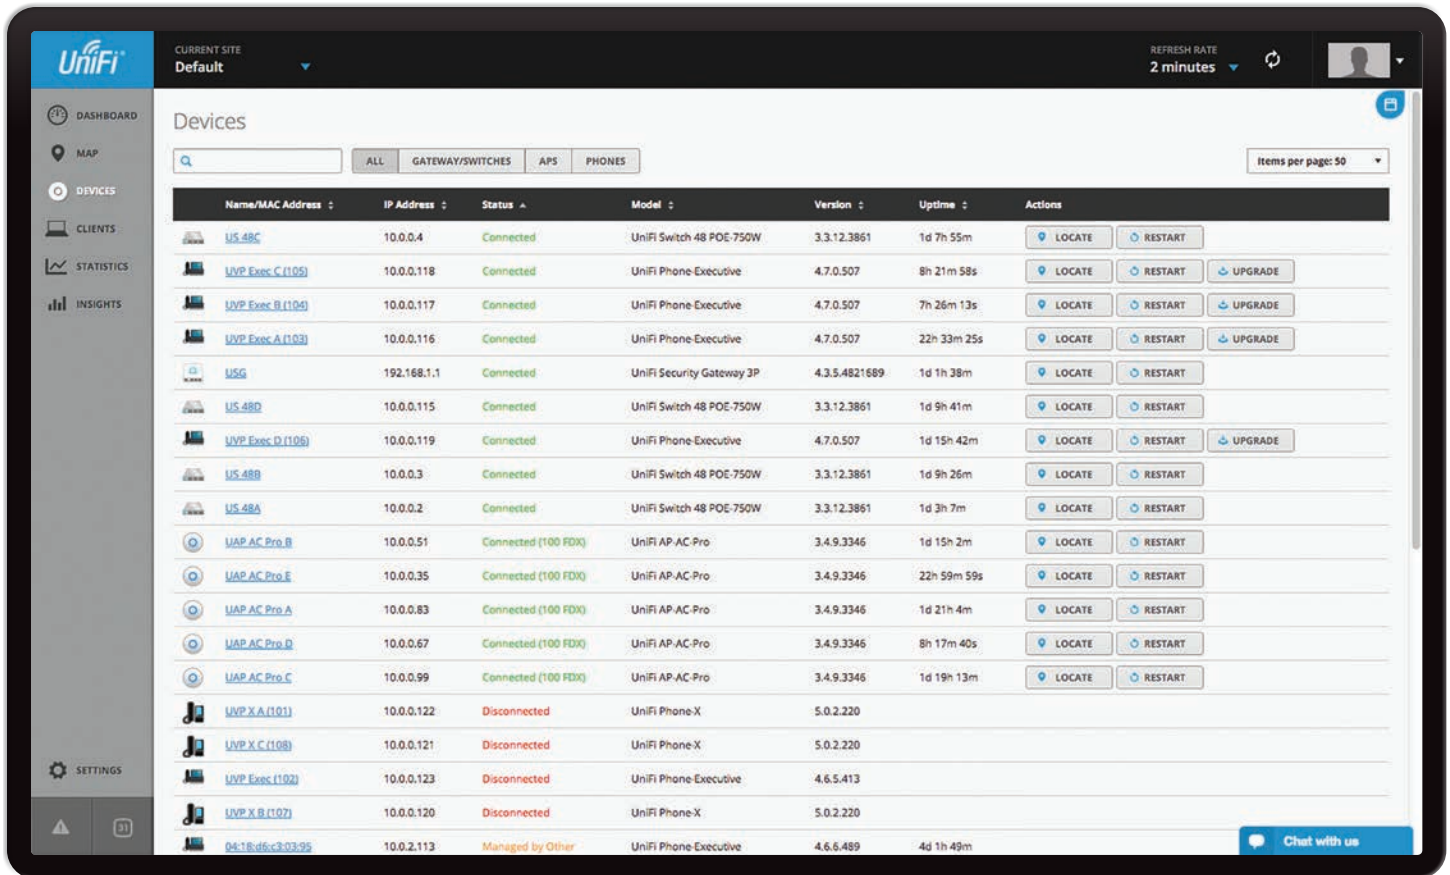 UniFi
CURRENT SITE
Default
REFRESH RATE
2 minutes
DASHBOARD
MAP
DEVICES
CLIENTS
STATISTICS
INSIGHTS
SETTINGS
31
Devices
ALL GATEWAY/SWITCHES APS PHONES
Items per page: 50
Name/MAC Address IP Address Status Model Version Uptime Actions
US 48C 10.0.0.4 Connected UniFi Switch 48 POE-750W 3.3.12.3861 1d 7h 55m LOCATE RESTART
UVP Exec C (105) 10.0.0.118 Connected UniFi Phone-Executive 4.7.0.507 8h 21m 58s LOCATE RESTART UPGRADE
UVP Exec B (104) 10.0.0.117 Connected UniFi Phone-Executive 4.7.0.507 7h 26m 13s LOCATE RESTART UPGRADE
UVP Exec A (103) 10.0.0.116 Connected UniFi Phone-Executive 4.7.0.507 22h 33m 25s LOCATE RESTART UPGRADE
USG 192.168.1.1 Connected UniFi Security Gateway 3P 4.3.5.4821689 1d 1h 38m LOCATE RESTART
US 48D 10.0.0.115 Connected UniFi Switch 48 POE-750W 3.3.12.3861 1d 9h 41m LOCATE RESTART
UVP Exec D (106) 10.0.0.119 Connected UniFi Phone-Executive 4.7.0.507 1d 15h 42m LOCATE RESTART UPGRADE
US 48B 10.0.0.3 Connected UniFi Switch 48 POE-750W 3.3.12.3861 1d 9h 26m LOCATE RESTART
US 48A 10.0.0.2 Connected UniFi Switch 48 POE-750W 3.3.12.3861 1d 3h 7m LOCATE RESTART
UAP AC Pro B 10.0.0.51 Connected (100 FDX) UniFi AP-AC-Pro 3.4.9.3346 1d 15h 2m LOCATE RESTART
UAP AC Pro E 10.0.0.35 Connected (100 FDX) UniFi AP-AC-Pro 3.4.9.3346 22h 59m 59s LOCATE RESTART
UAP AC Pro A 10.0.0.83 Connected (100 FDX) UniFi AP-AC-Pro 3.4.9.3346 1d 21h 4m LOCATE RESTART
UAP AC Pro D 10.0.0.67 Connected (100 FDX) UniFi AP-AC-Pro 3.4.9.3346 8h 17m 40s LOCATE RESTART
UAP AC Pro C 10.0.0.99 Connected (100 FDX) UniFi AP-AC-Pro 3.4.9.3346 1d 19h 13m LOCATE RESTART
UVP X A (101) 10.0.0.122 Disconnected UniFi Phone-X 5.0.2.220
UVP X C (108) 10.0.0.121 Disconnected UniFi Phone-X 5.0.2.220
UVP Exec (102) 10.0.0.123 Disconnected UniFi Phone-Executive 4.6.5.413
UVP X B (107) 10.0.0.120 Disconnected UniFi Phone-X 5.0.2.220
04:18:d6:c3:03:95 10.0.2.113 Managed by Other UniFi Phone-Executive 4.6.6.489 4d 1h 49m
Chat with us